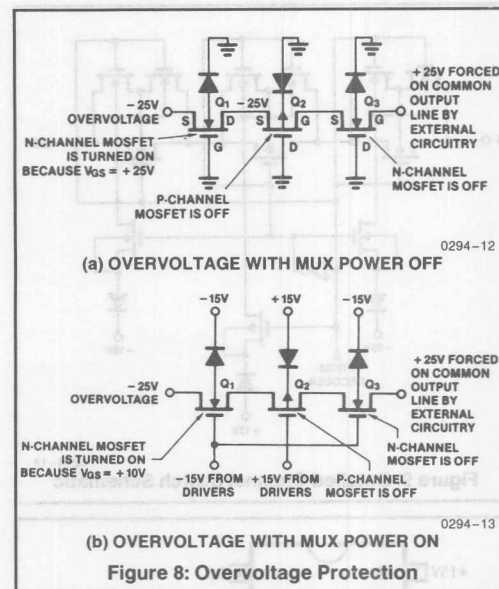 +25V FORCED
ON COMMON
OUTPUT
LINE BY
EXTERNAL
CIRCUITRY
-25V
OVERVOLTAGE
Q1 -25V Q2 Q3
S D S G S G
G D D
N-CHANNEL MOSFET
IS TURNED ON
BECAUSE VGS = +25V
P-CHANNEL
MOSFET IS OFF
N-CHANNEL
MOSFET IS OFF
0294-12
(a) OVERVOLTAGE WITH MUX POWER OFF
-15V +15V -15V
+25V FORCED
ON COMMON
OUTPUT
LINE BY
EXTERNAL
CIRCUITRY
-25V
OVERVOLTAGE
Q1 Q2 Q3
N-CHANNEL MOSFET
IS TURNED ON
BECAUSE VGS = +10V
N-CHANNEL
MOSFET IS OFF
-15V FROM
DRIVERS
+15V FROM
DRIVERS
P-CHANNEL
MOSFET IS OFF
0294-13
(b) OVERVOLTAGE WITH MUX POWER ON
Figure 8: Overvoltage Protection